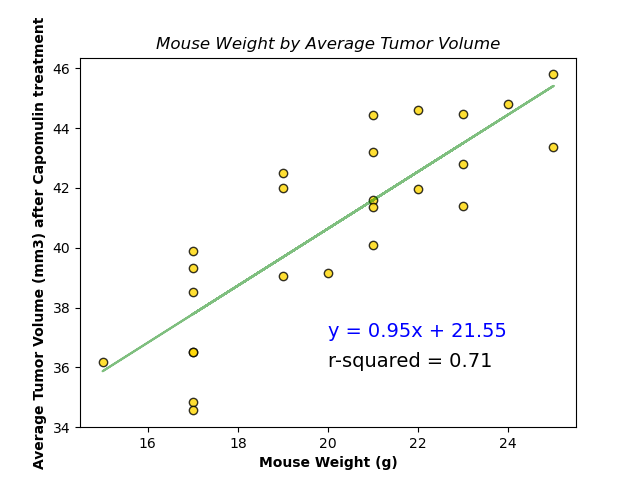 Mouse Weight by Average Tumor Volume
Average Tumor Volume (mm3) after Capomulin treatment
46
44
42
40
38
36
34
y = 0.95x + 21.55
r-squared = 0.71
16 18 20 22 24
Mouse Weight (g)